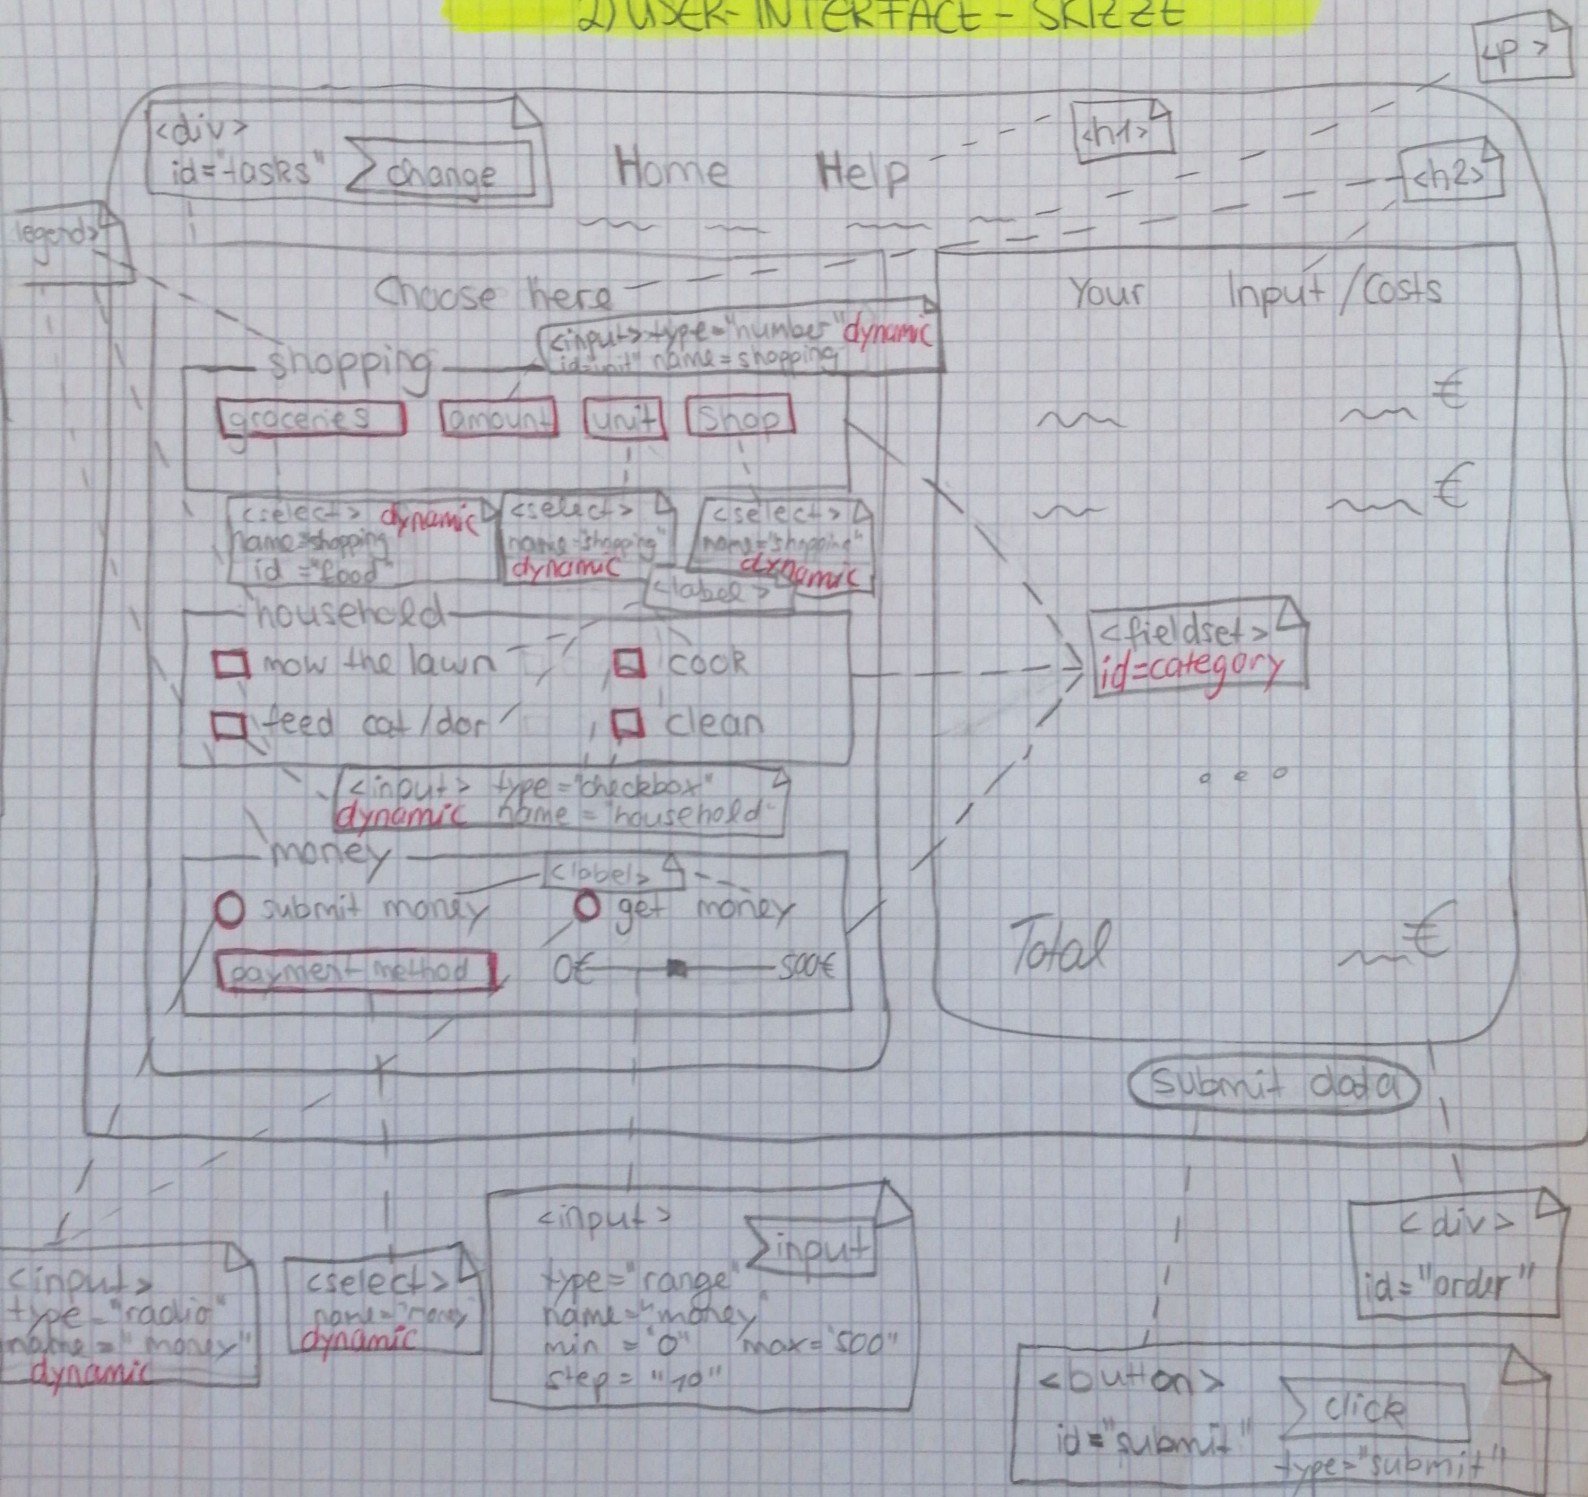 2) USER-INTERFACE-SKIZZE
<p>
<div>
id="tasks" change
Home Help
<h1>
<h2>
<legend>
Choose here
Your Input/Costs
<input> type="number" dynamic
name=shopping
shopping
groceries amount unit shop
€
€
<select> dynamic
name=shopping
id="food"
<select>
name="shopping"
dynamic
<select>
name="shopping"
dynamic
<label>
household
mow the lawn cook
feed cat/dor clean
<fieldset>
id=category
<input> type="checkbox"
dynamic name="household"
money
<label>
submit money get money
payment method 0€ 500€
Total €
submit data
<input>
type="radio"
name="money"
dynamic
<select>
name="money"
dynamic
<input>
input
type="range"
name="money"
min="0" max="500"
step="10"
<div>
id="order"
<button> click
id="submit" type="submit"